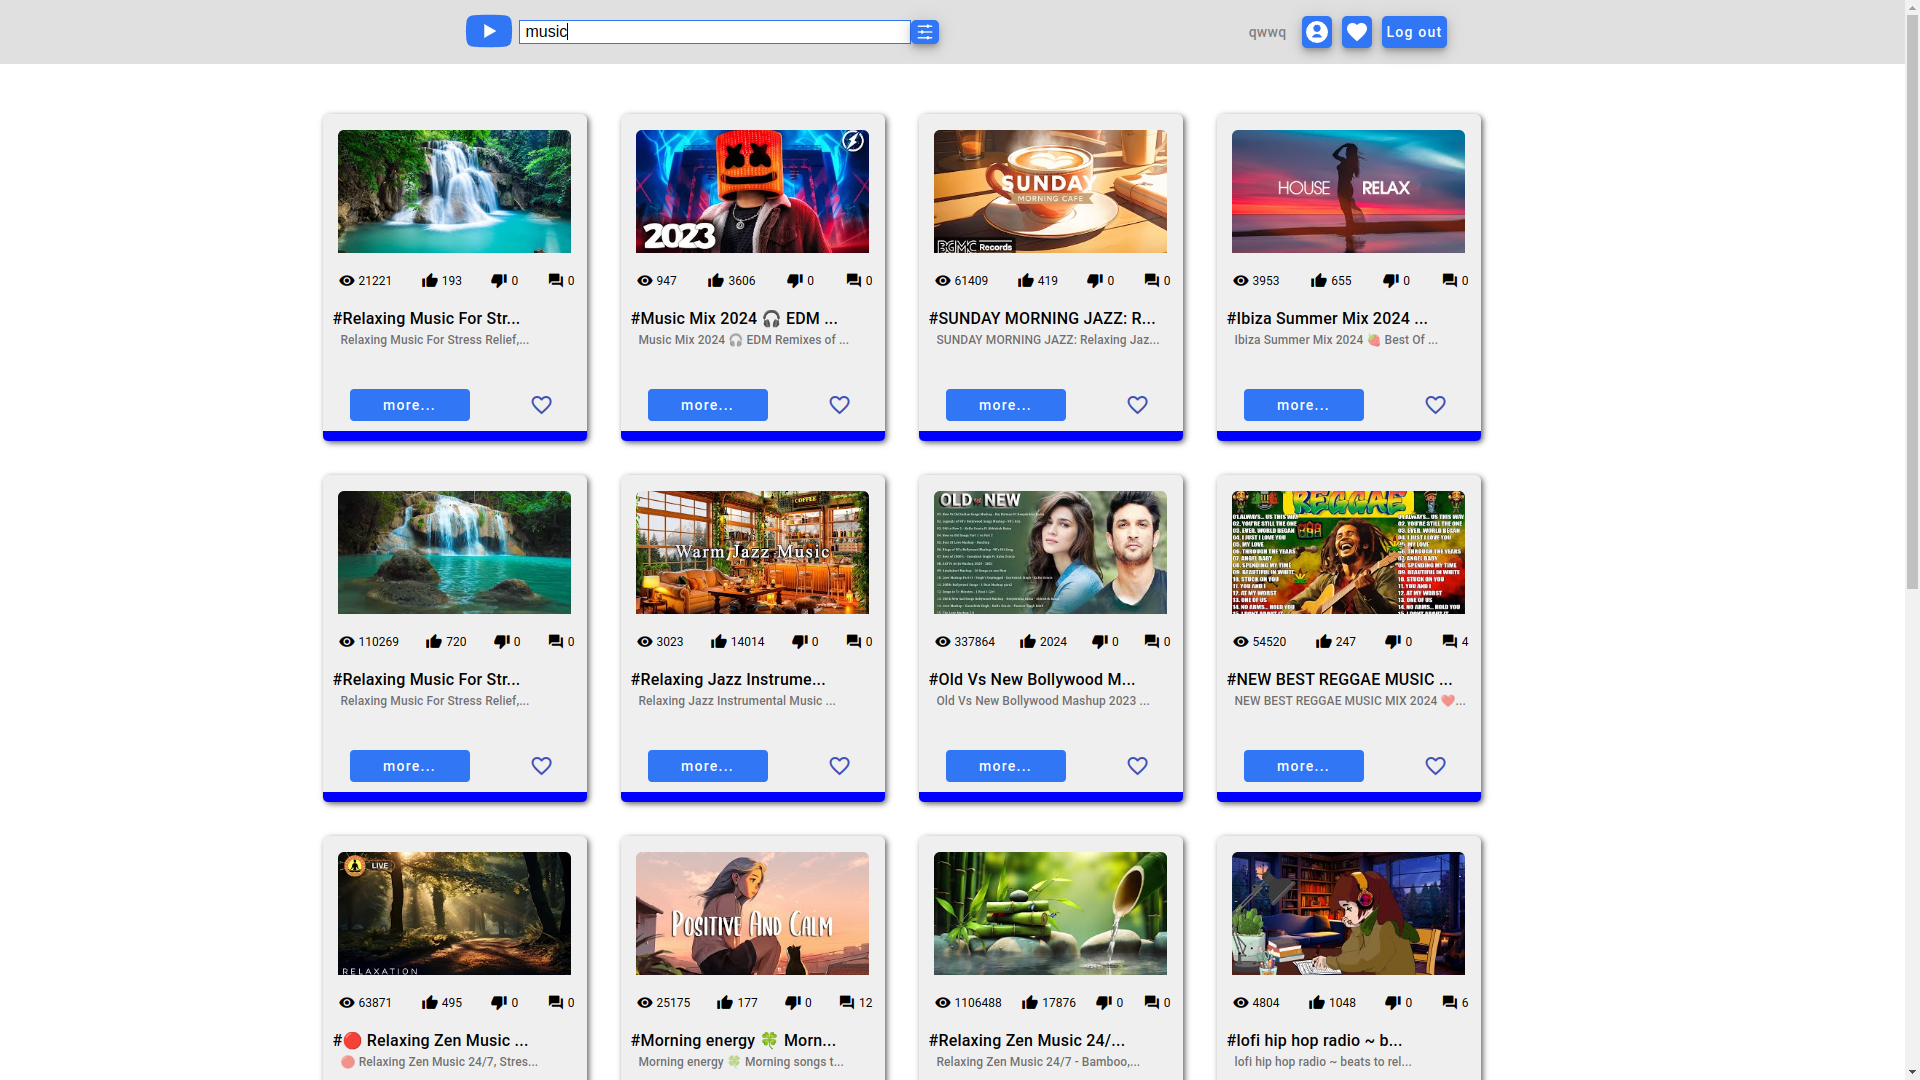 music
qwwq
Log out
2023
SUNDAY
MORNING CAFE
BGMC Records
HOUSE RELAX
21221 193 0 0
947 3606 0 0
61409 419 0 0
3953 655 0 0
#Relaxing Music For Str...
Relaxing Music For Stress Relief,...
#Music Mix 2024 🎧 EDM ...
Music Mix 2024 🎧 EDM Remixes of ...
#SUNDAY MORNING JAZZ: R...
SUNDAY MORNING JAZZ: Relaxing Jaz...
#Ibiza Summer Mix 2024 ...
Ibiza Summer Mix 2024 🍓 Best Of ...
more...
more...
more...
more...
COFFEE
Warm Jazz Music
OLD NEW
REGGAE
110269 720 0 0
3023 14014 0 0
337864 2024 0 0
54520 247 0 4
#Relaxing Music For Str...
Relaxing Music For Stress Relief,...
#Relaxing Jazz Instrume...
Relaxing Jazz Instrumental Music ...
#Old Vs New Bollywood M...
Old Vs New Bollywood Mashup 2023 ...
#NEW BEST REGGAE MUSIC ...
NEW BEST REGGAE MUSIC MIX 2024 ❤️...
more...
more...
more...
more...
LIVE
RELAXATION
POSITIVE AND CALM
63871 495 0 0
25175 177 0 12
1106488 17876 0 0
4804 1048 0 6
#🔴 Relaxing Zen Music ...
🔴 Relaxing Zen Music 24/7, Stres...
#Morning energy 🍀 Morn...
Morning energy 🍀 Morning songs t...
#Relaxing Zen Music 24/...
Relaxing Zen Music 24/7 - Bamboo,...
#lofi hip hop radio ~ b...
lofi hip hop radio ~ beats to rel...